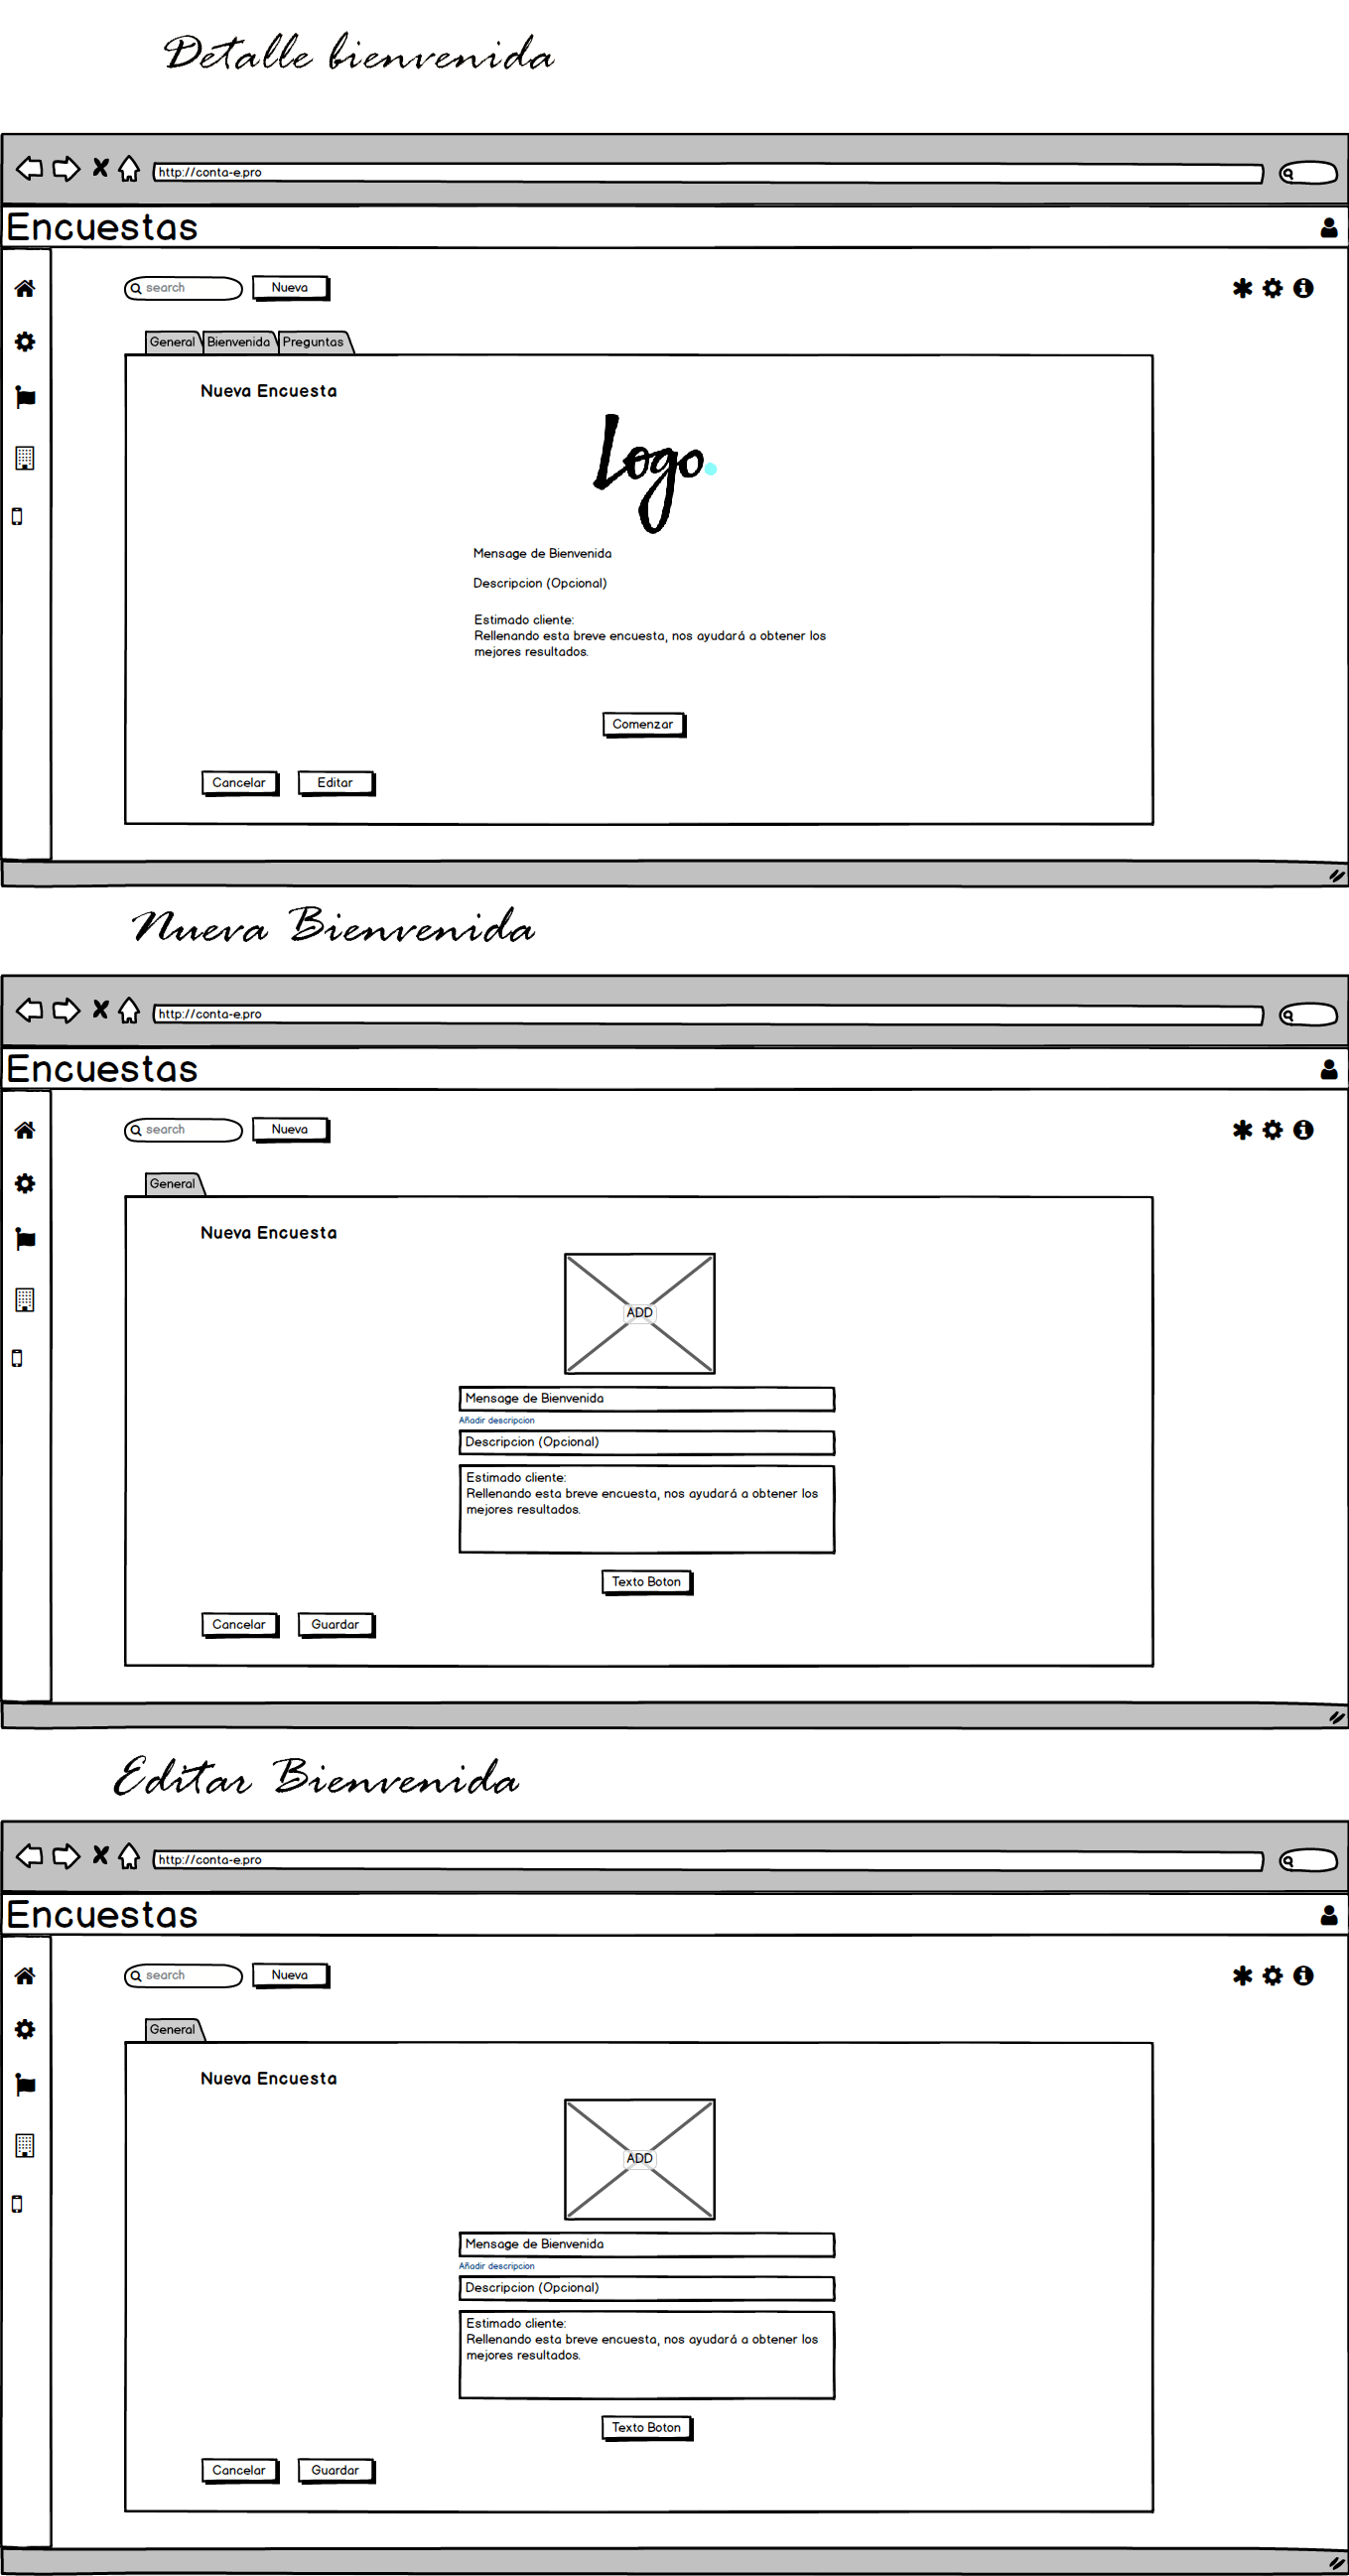 Detalle bienvenida
http://conta-e.pro
Encuestas
search
Nueva
General
Bienvenida
Preguntas
Nueva Encuesta
Logo.
Mensage de Bienvenida
Descripcion (Opcional)
Estimado cliente:
Rellenando esta breve encuesta, nos ayudará a obtener los
mejores resultados.
Comenzar
Cancelar
Editar
Nueva Bienvenida
http://conta-e.pro
Encuestas
search
Nueva
General
Nueva Encuesta
ADD
Mensage de Bienvenida
Añadir descripcion
Descripcion (Opcional)
Estimado cliente:
Rellenando esta breve encuesta, nos ayudará a obtener los
mejores resultados.
Texto Boton
Cancelar
Guardar
Editar Bienvenida
http://conta-e.pro
Encuestas
search
Nueva
General
Nueva Encuesta
ADD
Mensage de Bienvenida
Añadir descripcion
Descripcion (Opcional)
Estimado cliente:
Rellenando esta breve encuesta, nos ayudará a obtener los
mejores resultados.
Texto Boton
Cancelar
Guardar